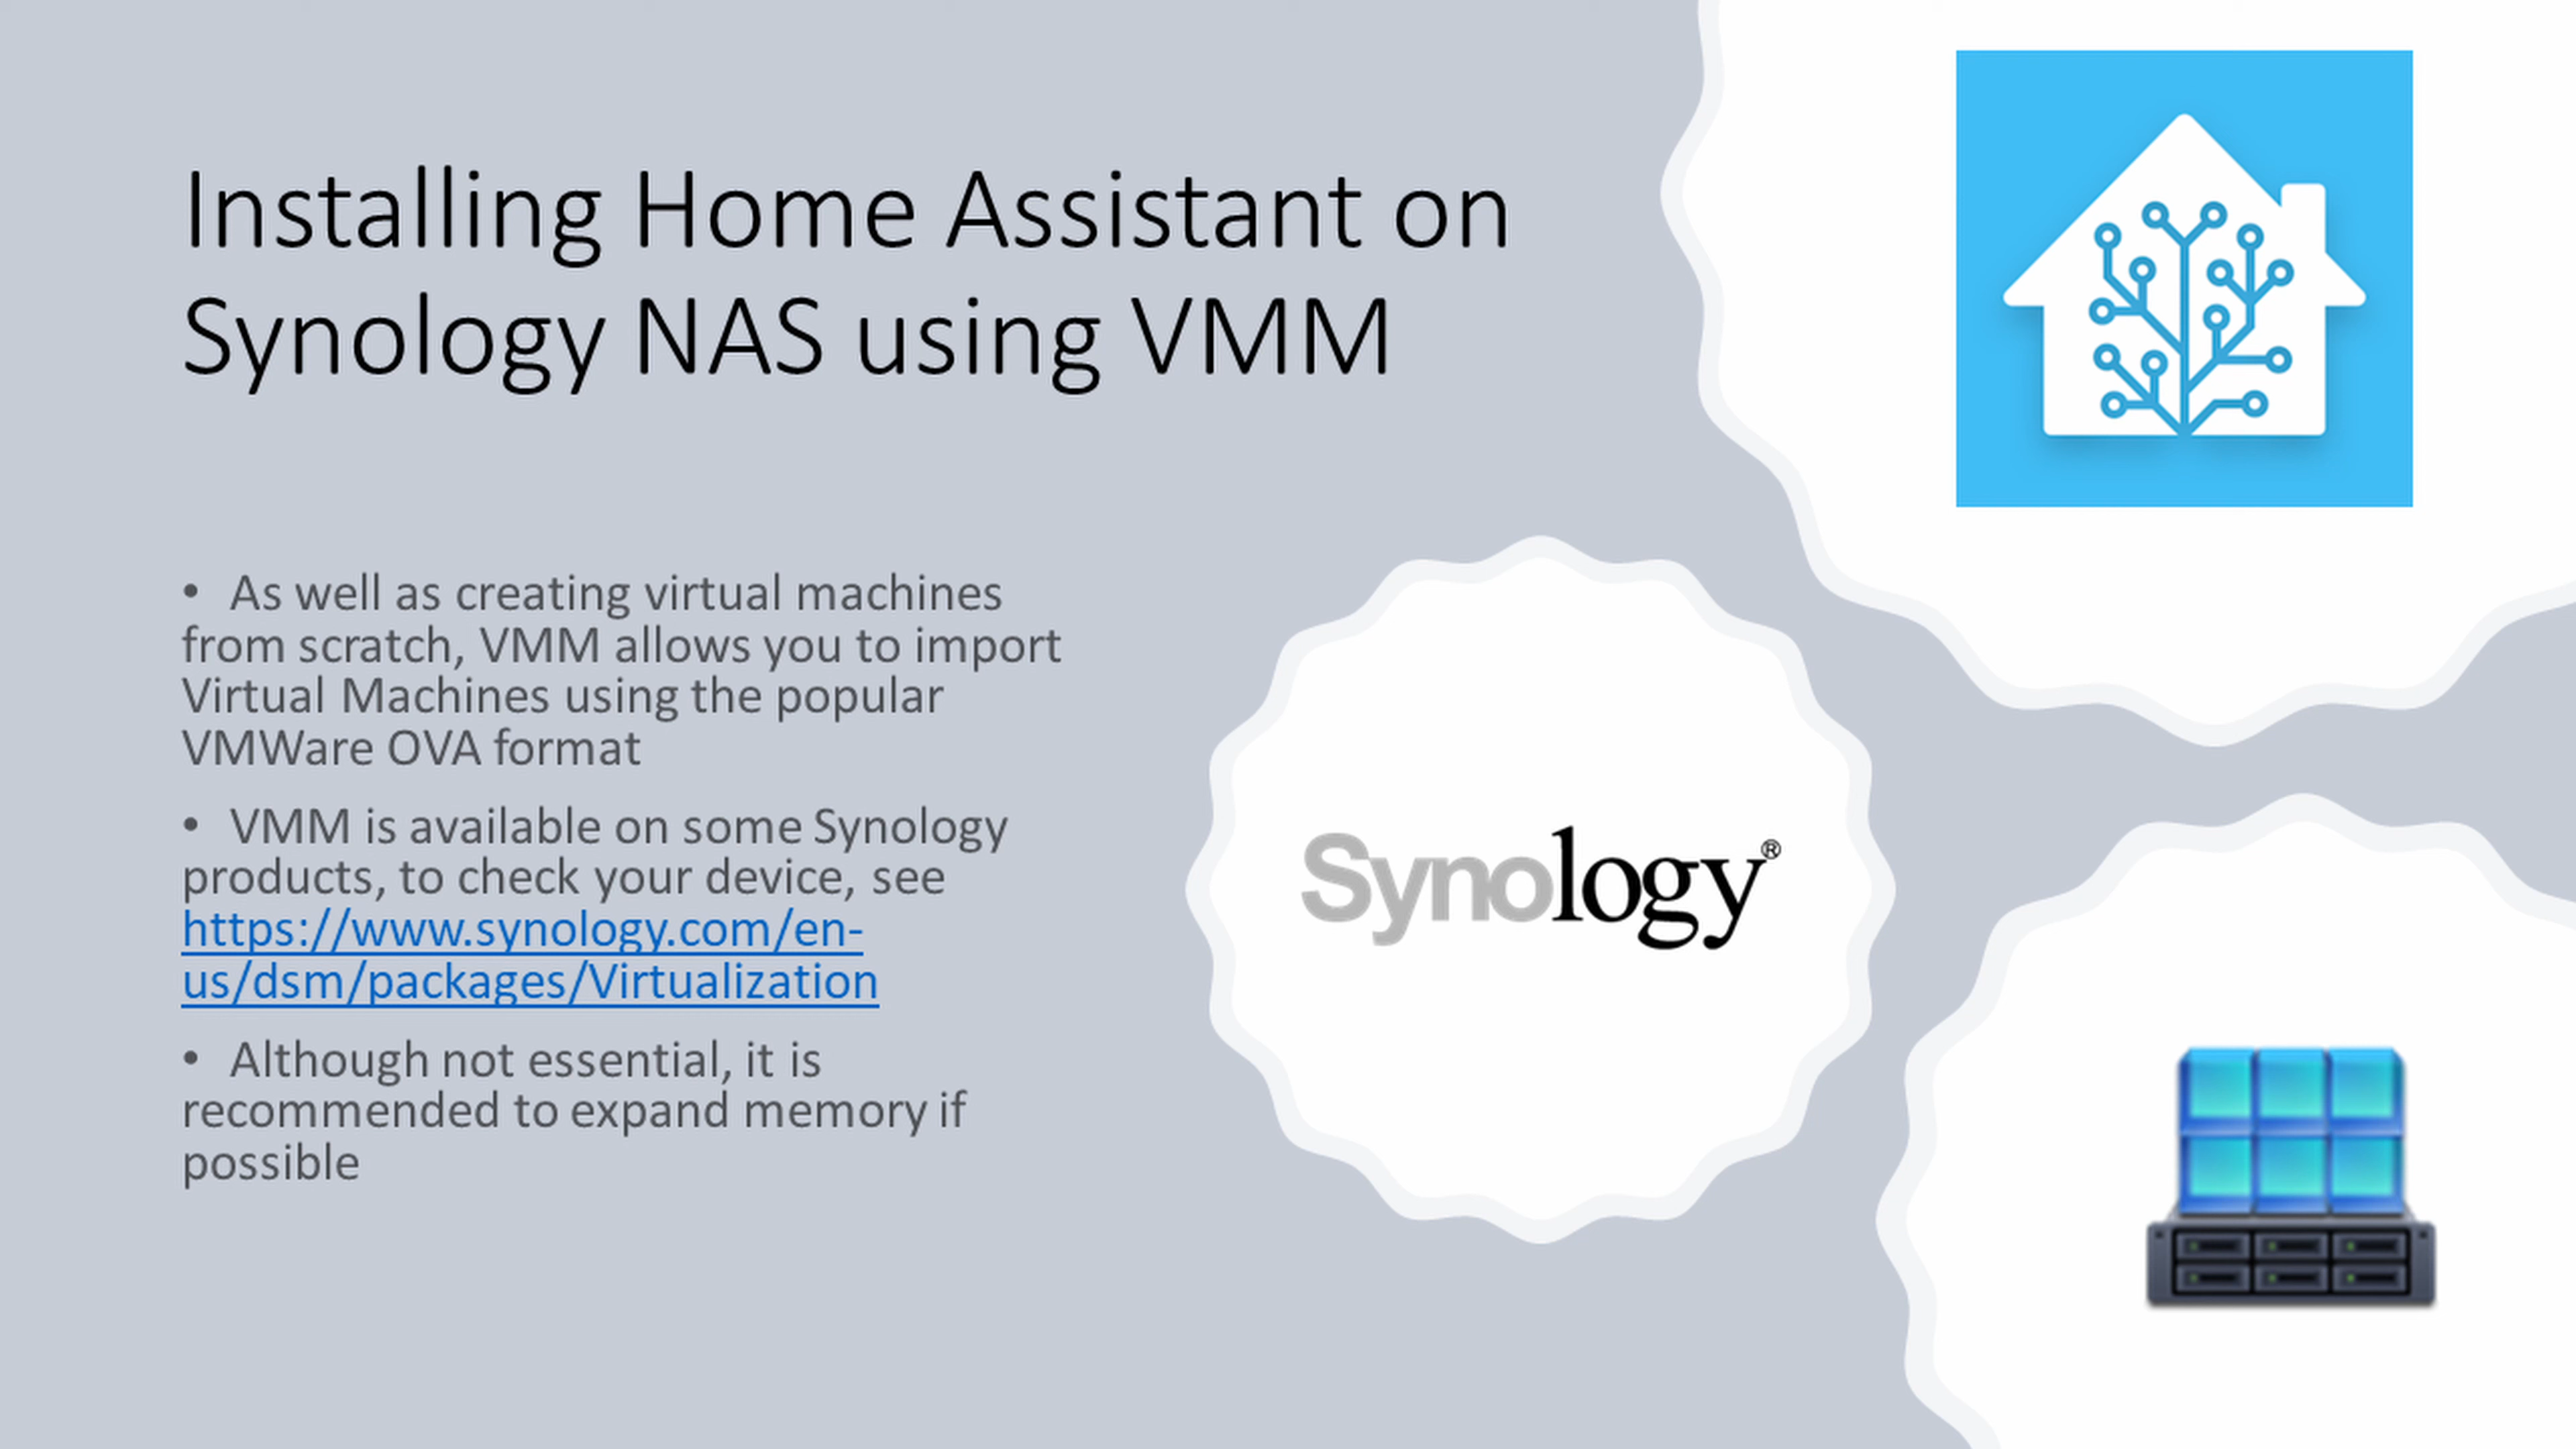 Installing Home Assistant on
Synology NAS using VMM
• As well as creating virtual machines
from scratch, VMM allows you to import
Virtual Machines using the popular
VMWare OVA format
• VMM is available on some Synology
products, to check your device, see
https://www.synology.com/en-
us/dsm/packages/Virtualization
• Although not essential, it is
recommended to expand memory if
possible
Synology®